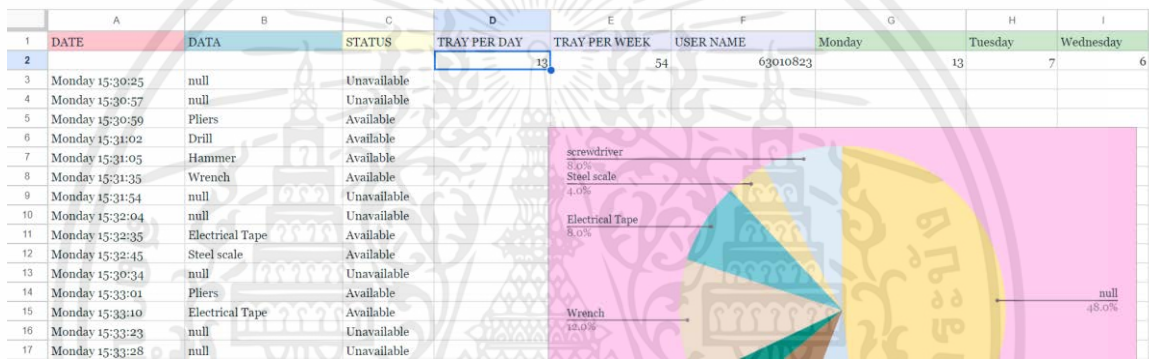 A B C D E F G H I
1 DATE DATA STATUS TRAY PER DAY TRAY PER WEEK USER NAME Monday Tuesday Wednesday
2 13 54 63010823 13 7 6
3 Monday 15:30:25 null Unavailable
4 Monday 15:30:57 null Unavailable
5 Monday 15:30:59 Pliers Available
6 Monday 15:31:02 Drill Available
7 Monday 15:31:05 Hammer Available
8 Monday 15:31:35 Wrench Available
9 Monday 15:31:54 null Unavailable
10 Monday 15:32:04 null Unavailable
11 Monday 15:32:35 Electrical Tape Available
12 Monday 15:32:45 Steel scale Available
13 Monday 15:30:34 null Unavailable
14 Monday 15:33:01 Pliers Available
15 Monday 15:33:10 Electrical Tape Available
16 Monday 15:33:23 null Unavailable
17 Monday 15:33:28 null Unavailable
screwdriver
8.0%
Steel scale
4.0%
Electrical Tape
8.0%
Wrench
12.0%
null
48.0%